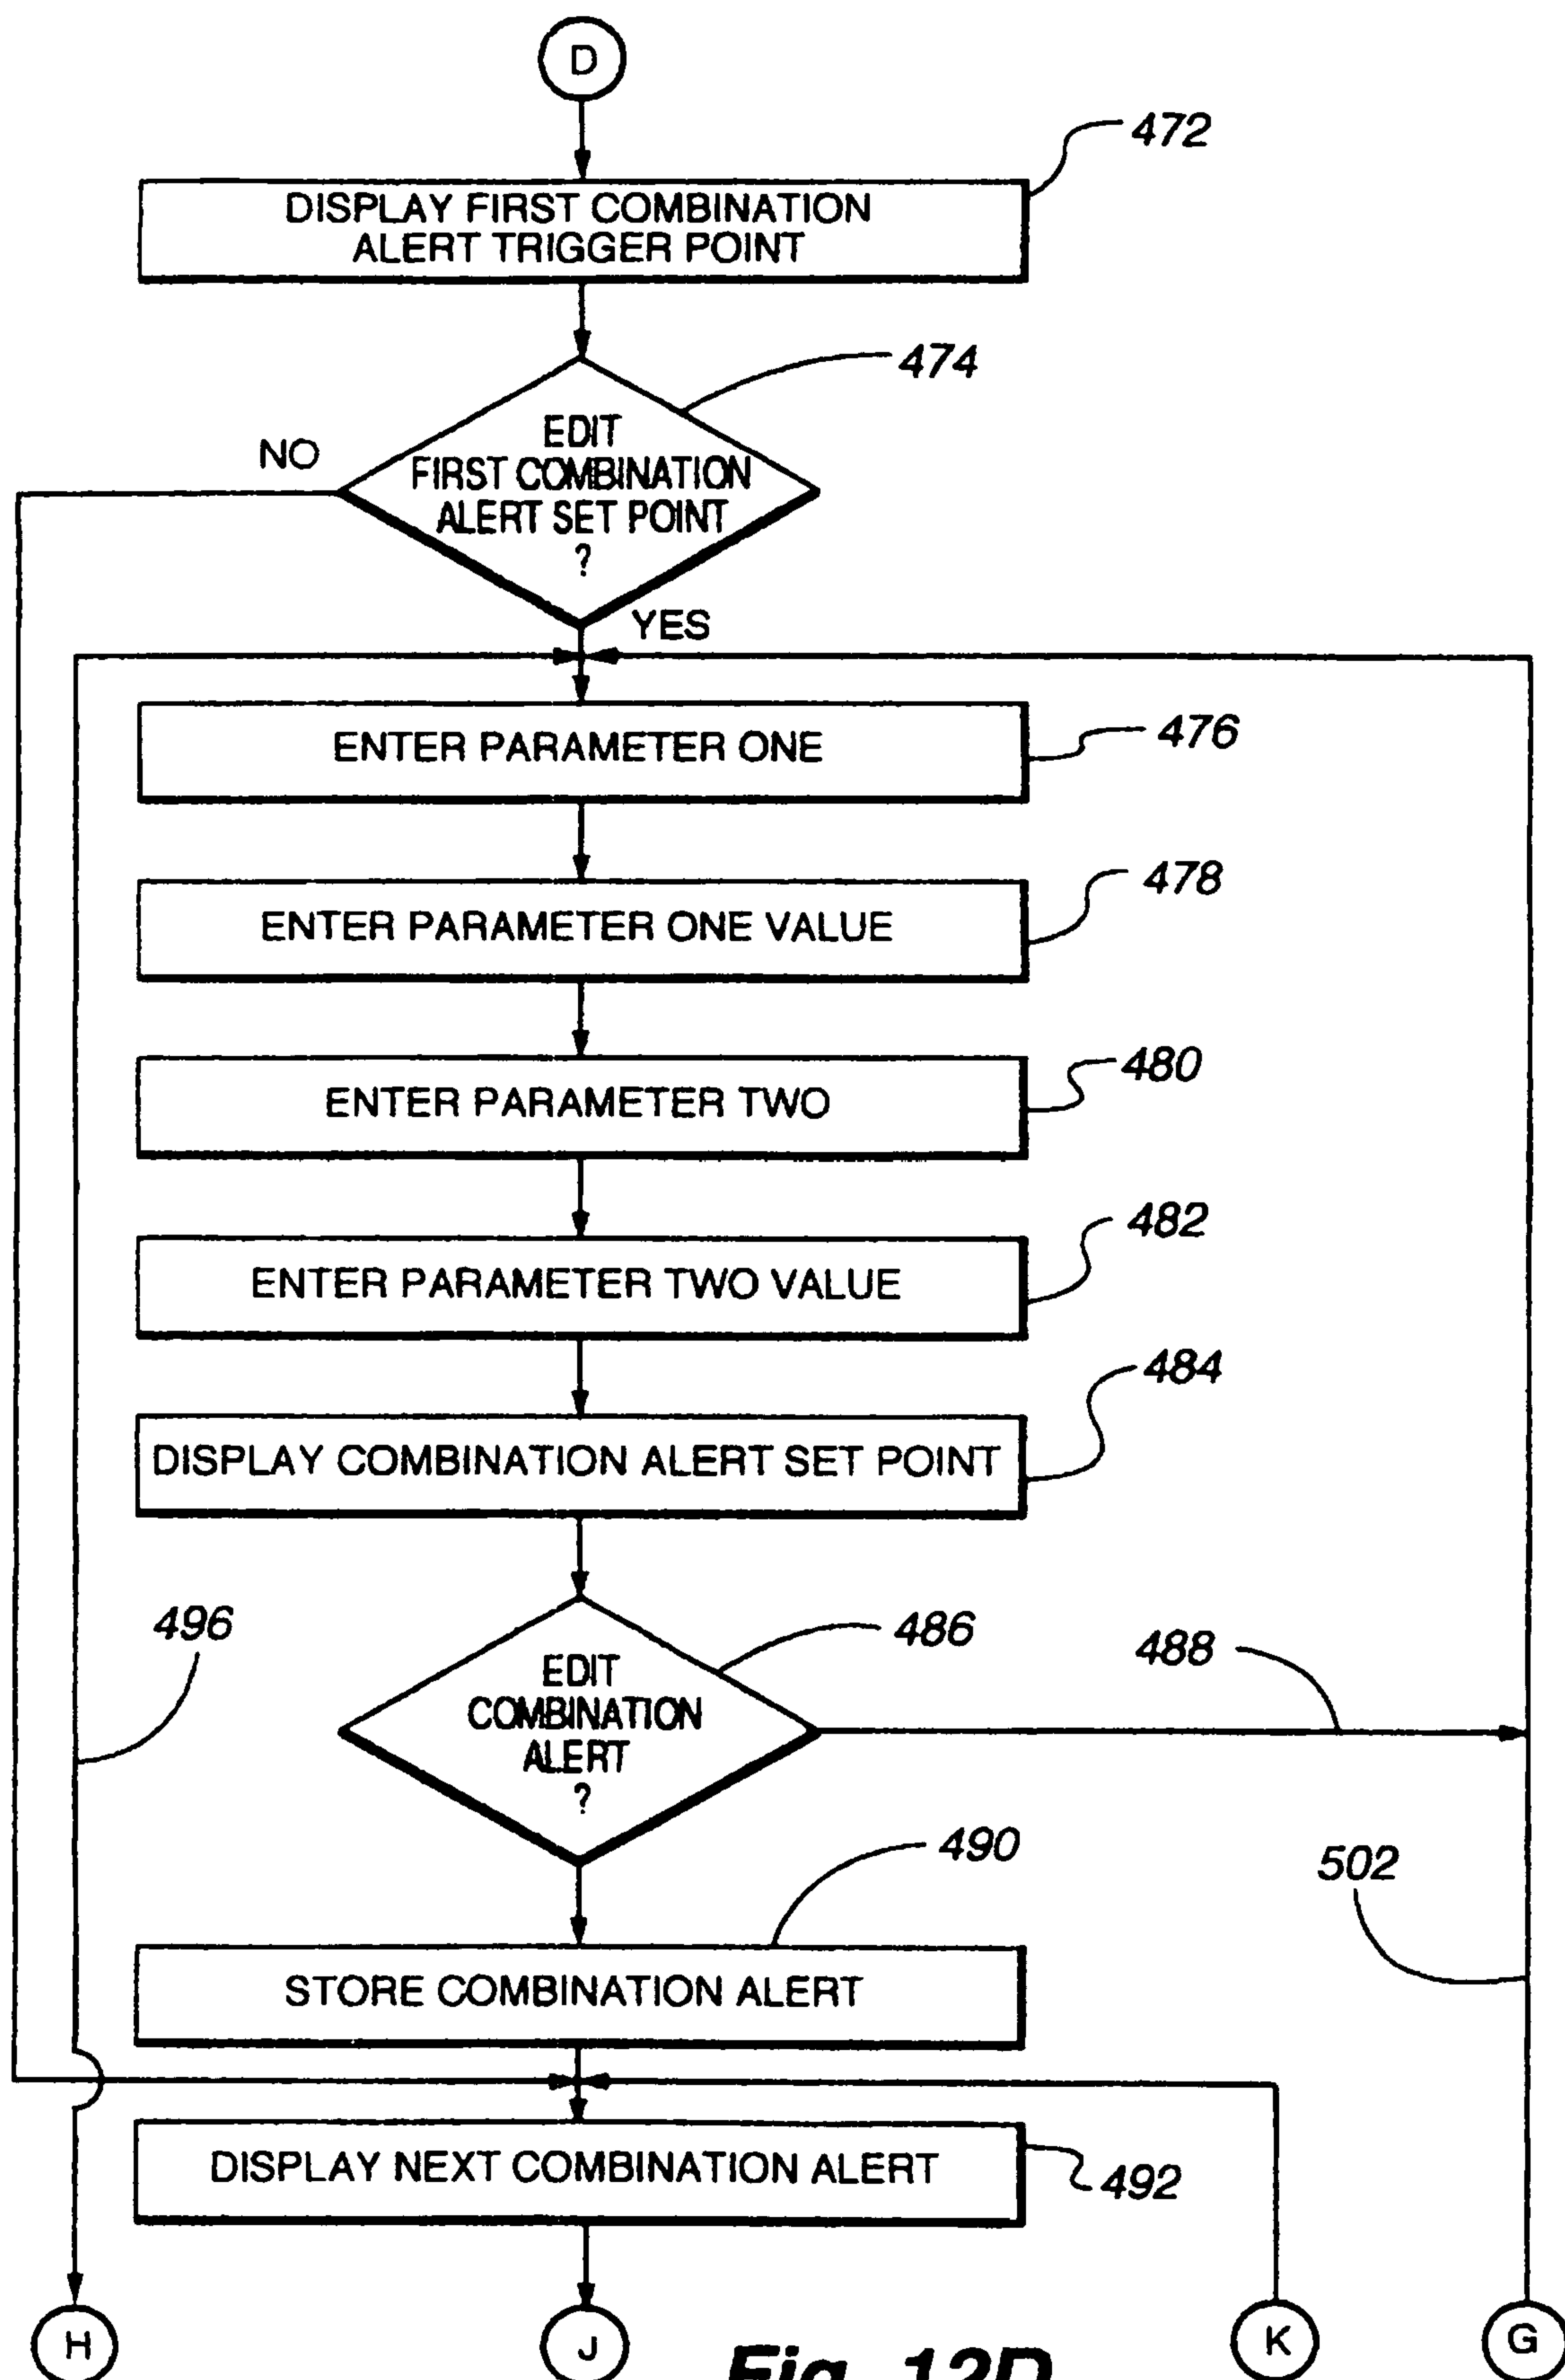 D
472
DISPLAY FIRST COMBINATION
ALERT TRIGGER POINT
474
NO
EDIT
FIRST COMBINATION
ALERT SET POINT
?
YES
ENTER PARAMETER ONE
476
ENTER PARAMETER ONE VALUE
478
ENTER PARAMETER TWO
480
ENTER PARAMETER TWO VALUE
482
DISPLAY COMBINATION ALERT SET POINT
484
496
486
488
EDIT
COMBINATION
ALERT
?
490
502
STORE COMBINATION ALERT
DISPLAY NEXT COMBINATION ALERT
492
H
J
K
G
Fig. 12D